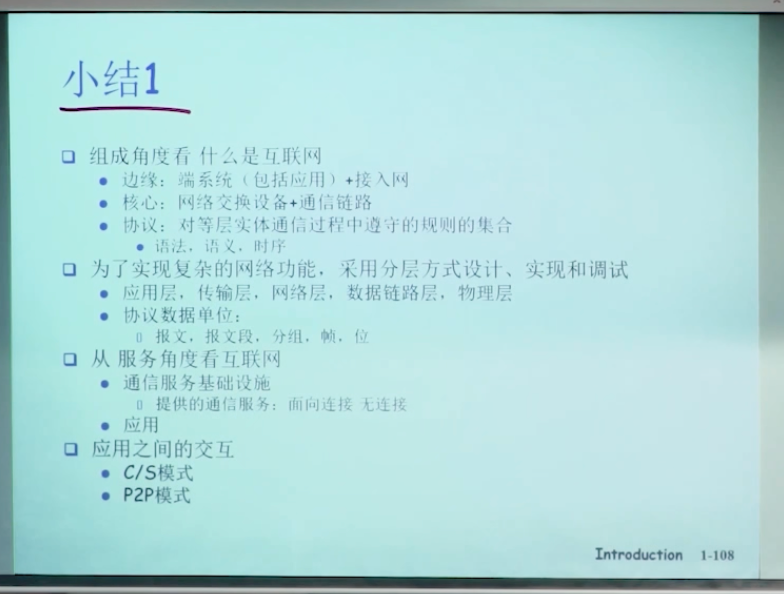 小结1
组成角度看 什么是互联网
边缘：端系统（包括应用）+接入网
核心：网络交换设备+通信链路
协议：对等层实体通信过程中遵守的规则的集合
语法，语义，时序
为了实现复杂的网络功能，采用分层方式设计、实现和调试
应用层，传输层，网络层，数据链路层，物理层
协议数据单位：
报文，报文段，分组，帧，位
从 服务角度看互联网
通信服务基础设施
提供的通信服务：面向连接 无连接
应用
应用之间的交互
C/S模式
P2P模式
Introduction 1-108